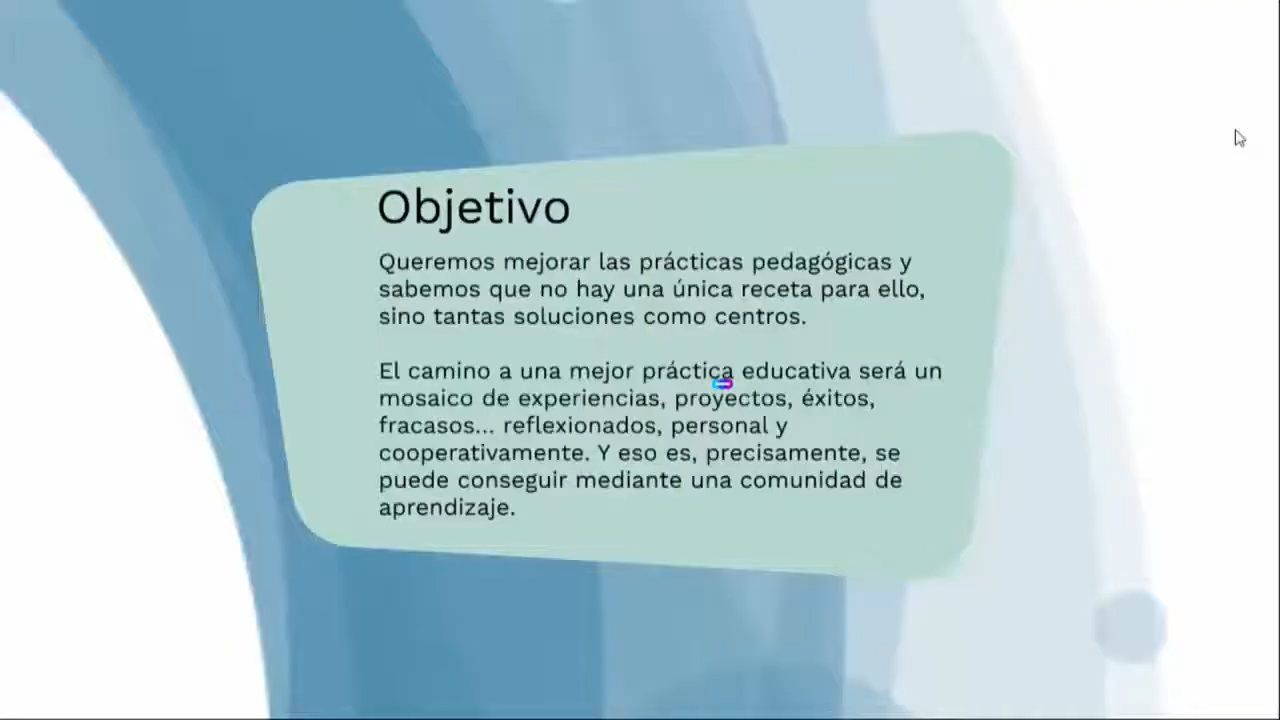 Objetivo
Queremos mejorar las prácticas pedagógicas y
sabemos que no hay una única receta para ello,
sino tantas soluciones como centros.
El camino a una mejor práctica educativa será un
mosaico de experiencias, proyectos, éxitos,
fracasos... reflexionados, personal y
cooperativamente. Y eso es, precisamente, se
puede conseguir mediante una comunidad de
aprendizaje.